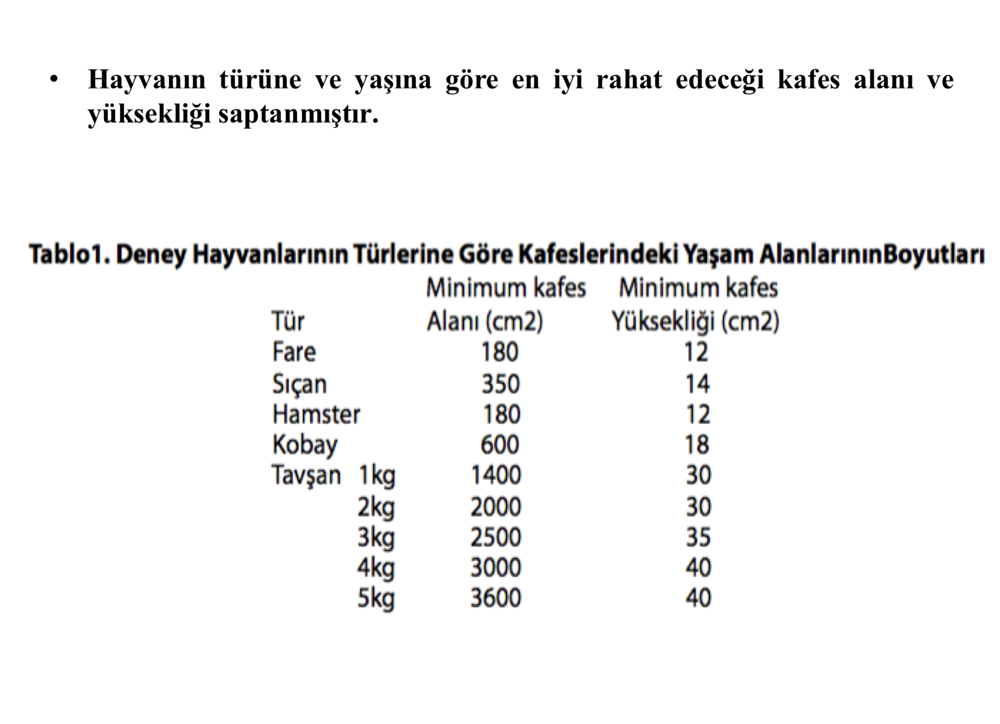 • Hayvanın türüne ve yaşına göre en iyi rahat edeceği kafes alanı ve
yüksekliği saptanmıştır.
Tablo1. Deney Hayvanlarının Türlerine Göre Kafeslerindeki Yaşam AlanlarınınBoyutları
Minimum kafes Minimum kafes
Tür Alanı (cm2) Yüksekliği (cm2)
Fare 180 12
Sıçan 350 14
Hamster 180 12
Kobay 600 18
Tavşan 1kg 1400 30
2kg 2000 30
3kg 2500 35
4kg 3000 40
5kg 3600 40